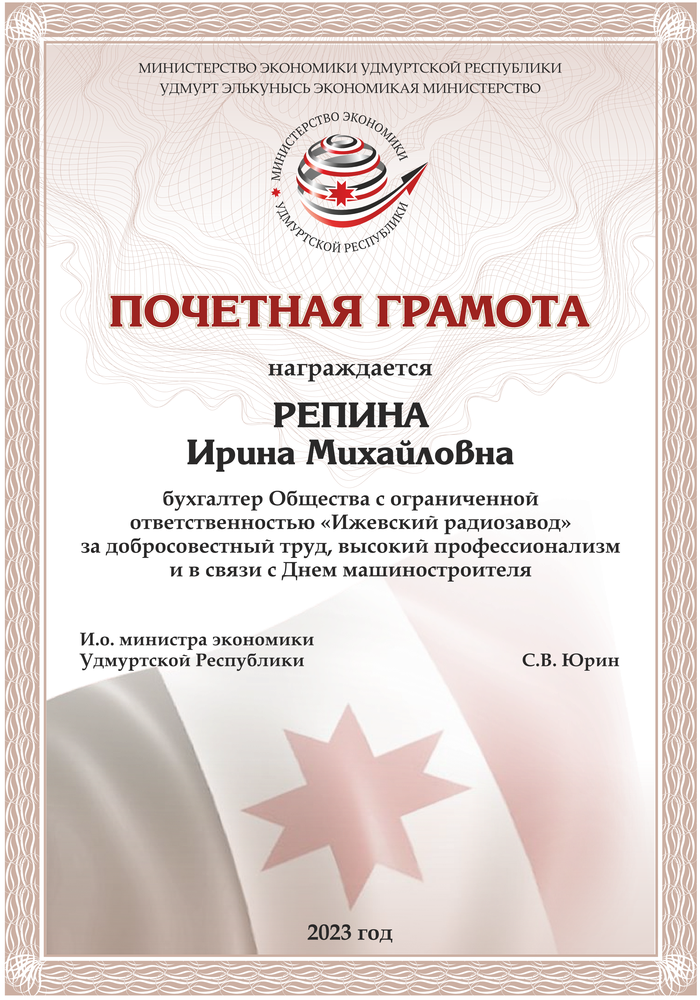 МИНИСТЕРСТВО ЭКОНОМИКИ УДМУРТСКОЙ РЕСПУБЛИКИ
УДМУРТ ЭЛЬКУНЫСЬ ЭКОНОМИКАЯ МИНИСТЕРСТВО
МИНИСТЕРСТВО ЭКОНОМИКИ
УДМУРТСКОЙ РЕСПУБЛИКИ
ПОЧЕТНАЯ ГРАМОТА
награждается
РЕПИНА
Ирина Михайловна
бухгалтер Общества с ограниченной
ответственностью «Ижевский радиозавод»
за добросовестный труд, высокий профессионализм
и в связи с Днем машиностроителя
И.о. министра экономики
Удмуртской Республики
С.В. Юрин
2023 год